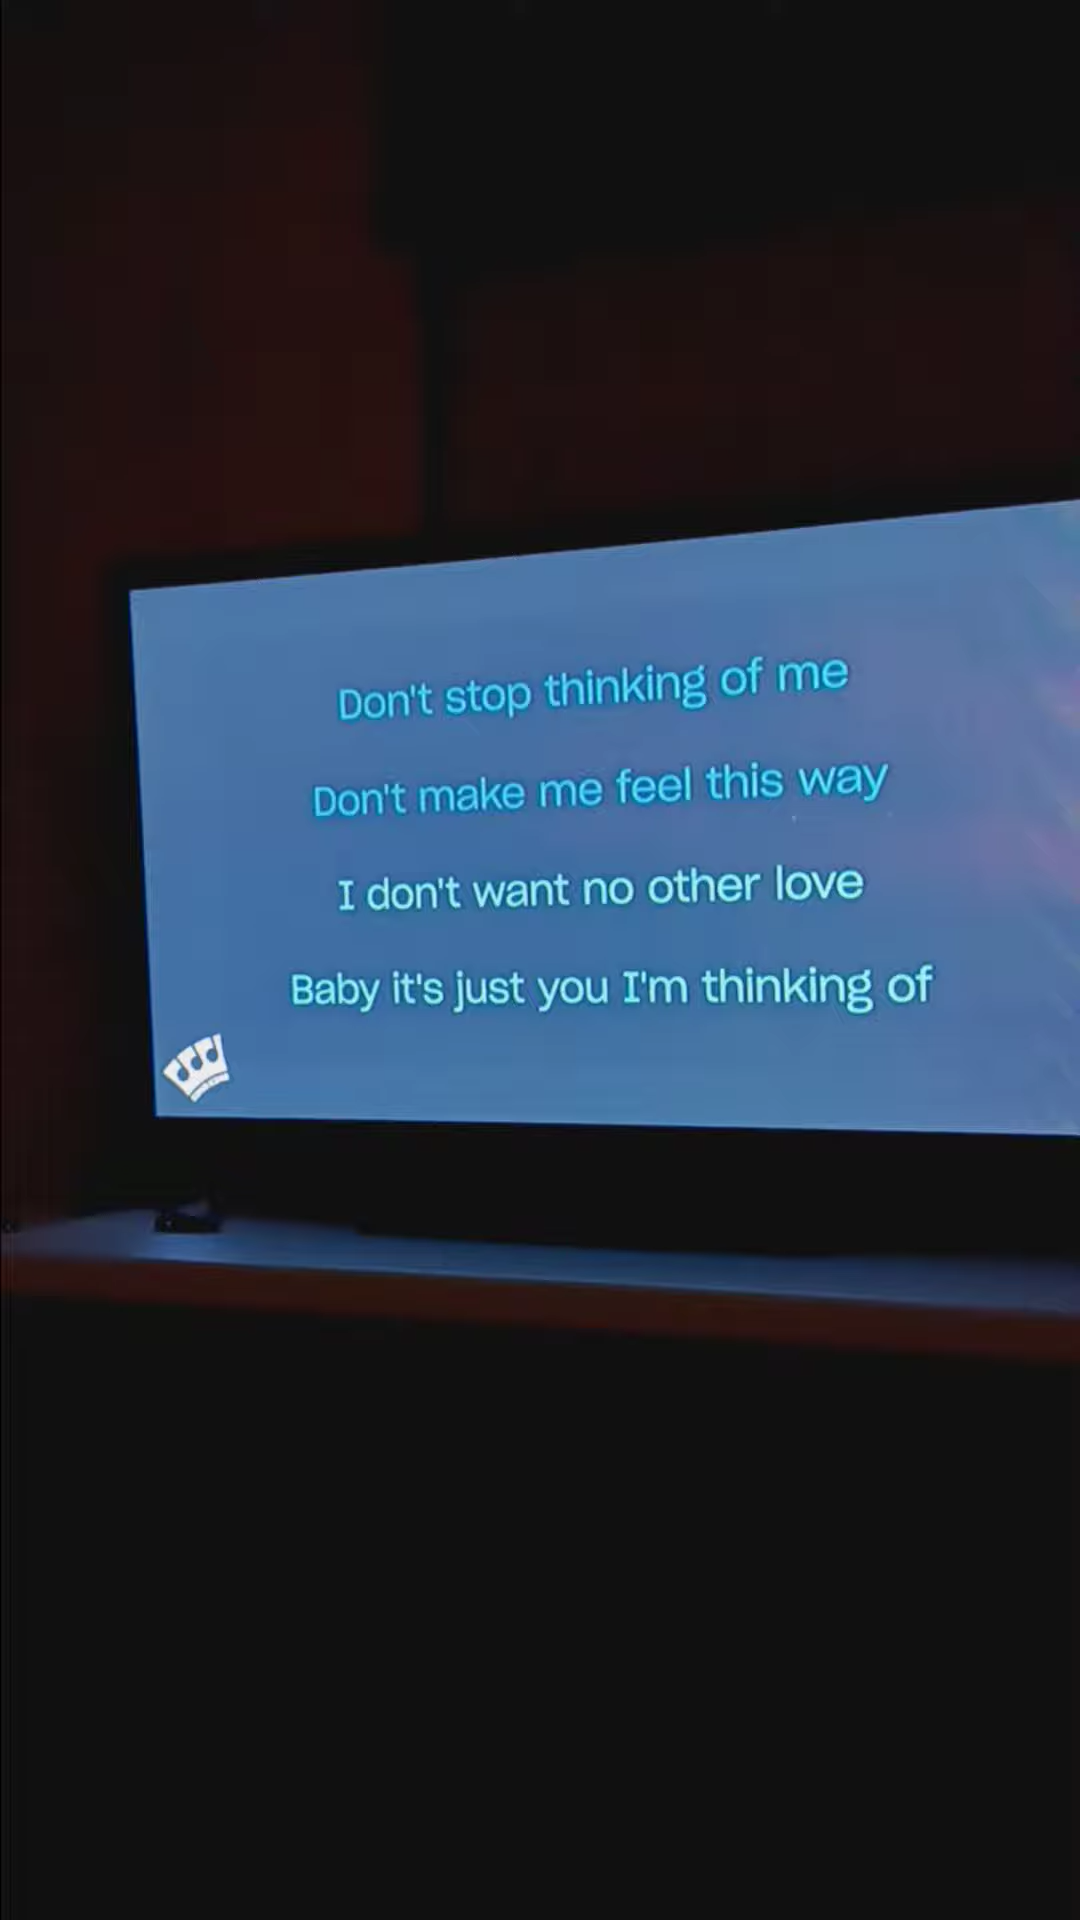 Don't stop thinking of me
Don't make me feel this way
I don't want no other love
Baby it's just you I'm thinking of